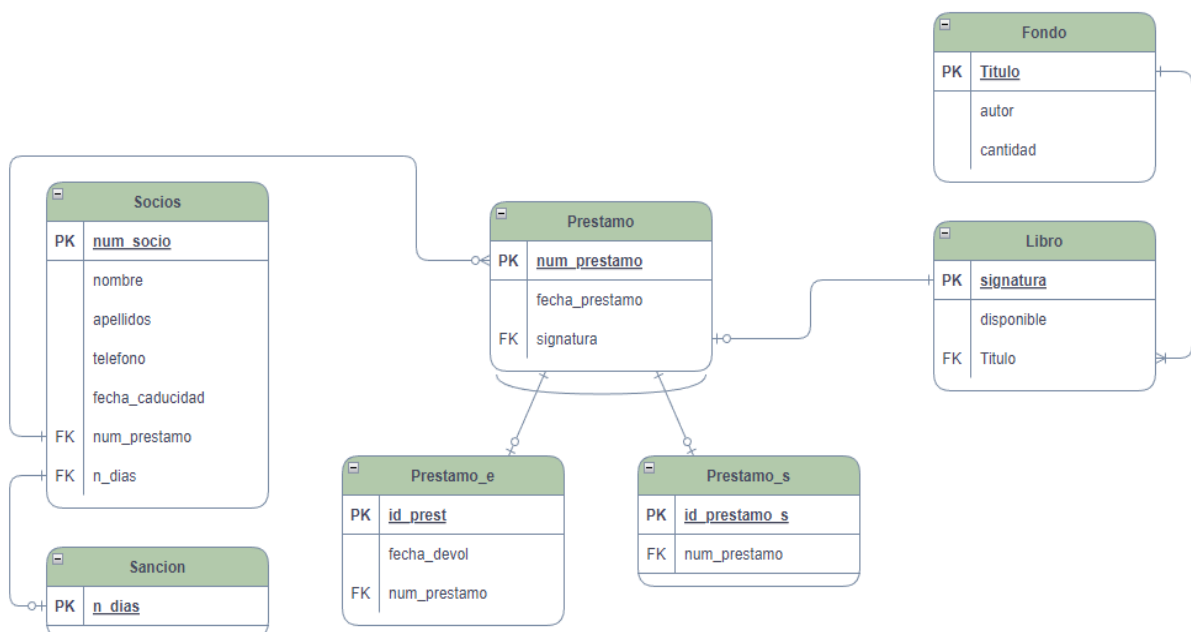 Fondo
PK Titulo
autor
cantidad
Socios
PK num_socio
nombre
apellidos
telefono
fecha_caducidad
FK num_prestamo
FK n_dias
Prestamo
PK num_prestamo
fecha_prestamo
FK signatura
Libro
PK signatura
disponible
FK Titulo
Prestamo_e
PK id_prest
fecha_devol
FK num_prestamo
Prestamo_s
PK id_prestamo_s
FK num_prestamo
Sancion
PK n_dias